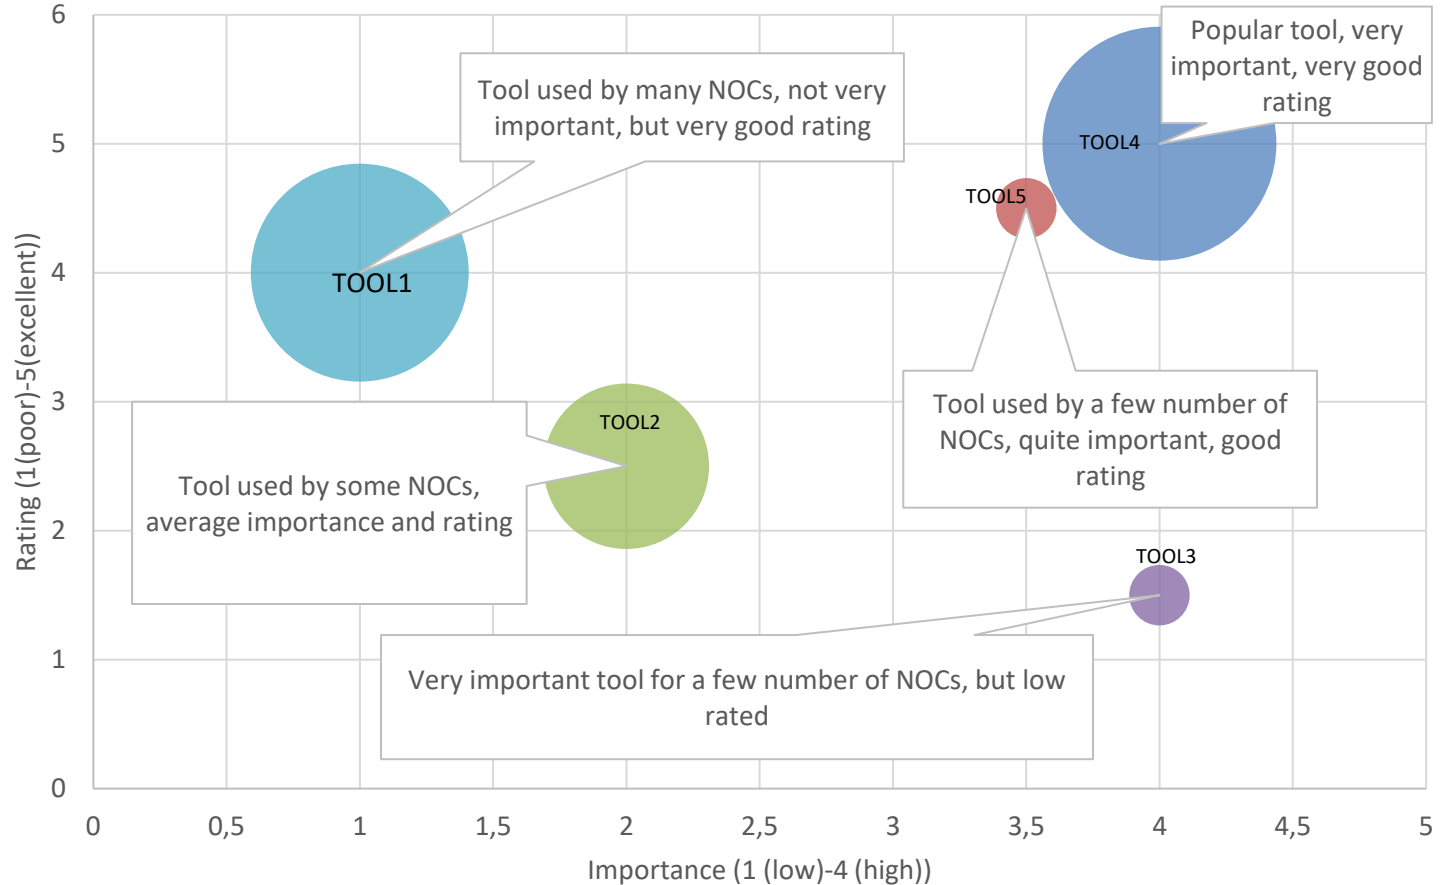 6
5
4
3
2
1
0
Rating (1(poor)-5(excellent))
Tool used by many NOCs, not very
important, but very good rating
Popular tool, very
important, very good
rating
TOOL4
TOOL5
TOOL1
Tool used by a few number of
NOCs, quite important, good
rating
TOOL2
Tool used by some NOCs,
average importance and rating
TOOL3
Very important tool for a few number of NOCs, but low
rated
0 0,5 1 1,5 2 2,5 3 3,5 4 4,5 5
Importance (1 (low)-4 (high))